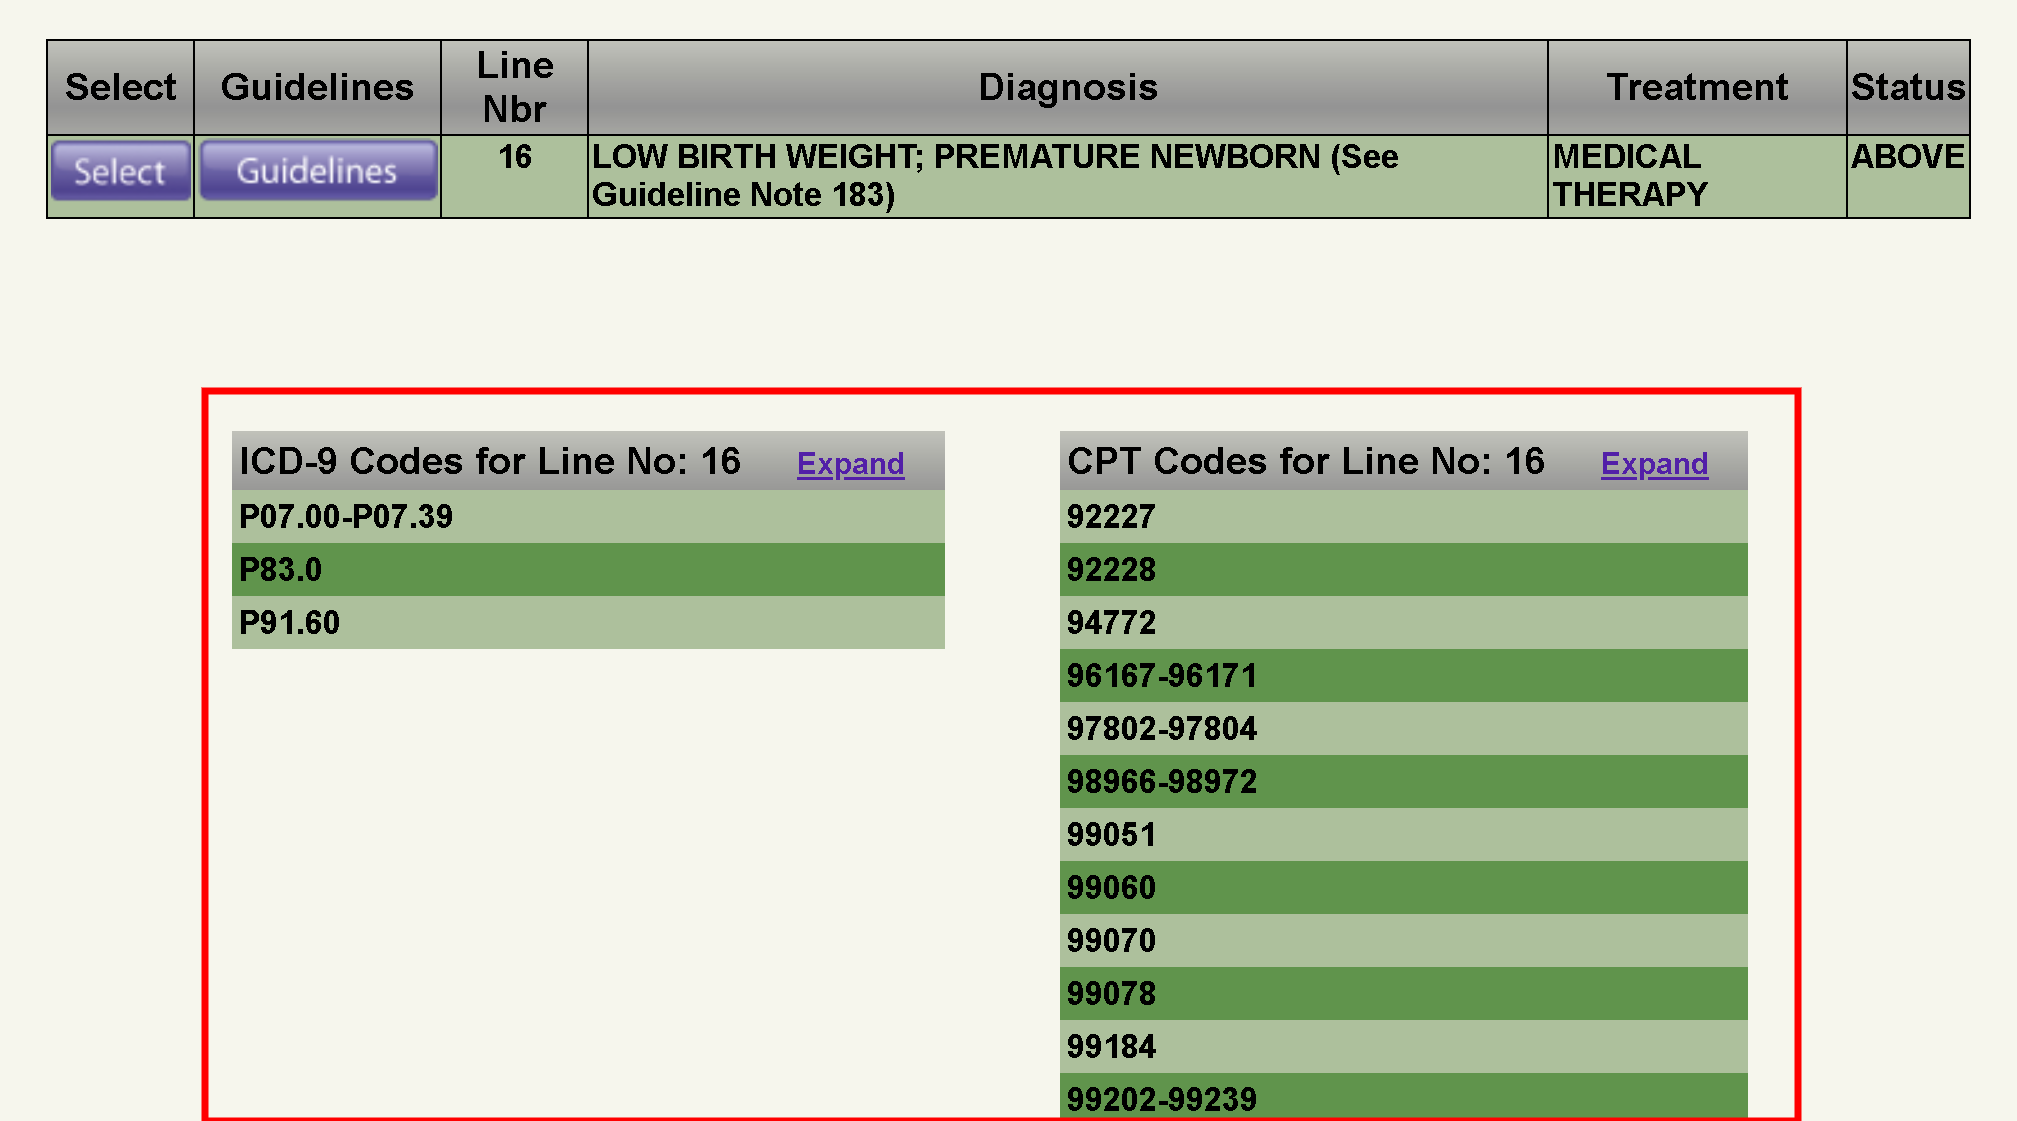 Select Guidelines Line Nbr Diagnosis Treatment Status
Select Guidelines 16 LOW BIRTH WEIGHT; PREMATURE NEWBORN (See MEDICAL ABOVE
Guideline Note 183) THERAPY
ICD-9 Codes for Line No: 16 Expand
P07.00-P07.39
P83.0
P91.60
CPT Codes for Line No: 16 Expand
92227
92228
94772
96167-96171
97802-97804
98966-98972
99051
99060
99070
99078
99184
99202-99239